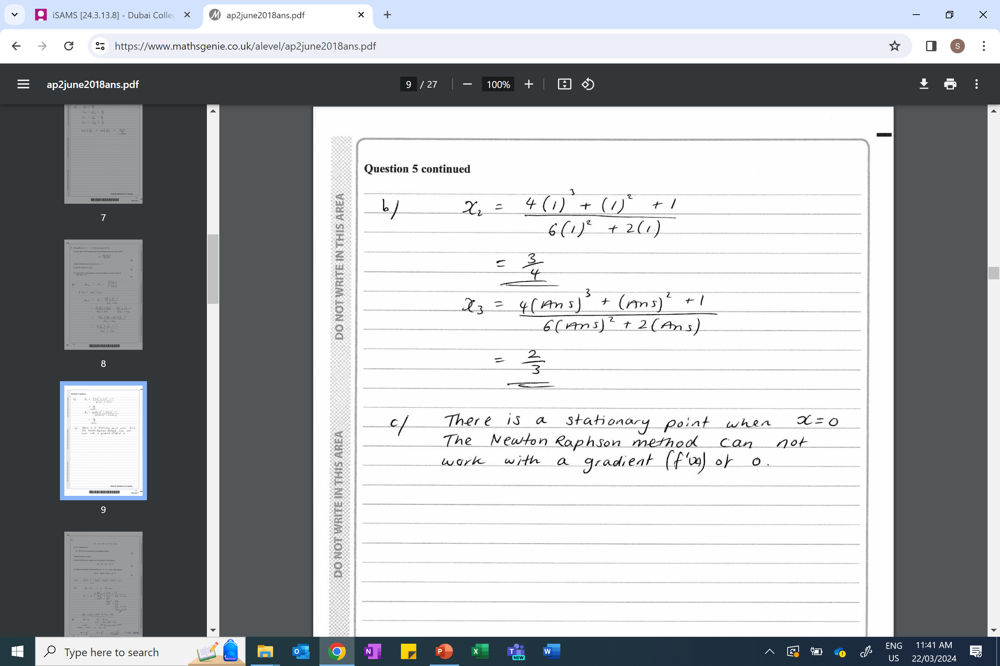 iSAMS [24.3.13.8] - Dubai Colle
ap2june2018ans.pdf
https://www.mathsgenie.co.uk/alevel/ap2june2018ans.pdf
S
ap2june2018ans.pdf
9 / 27
100%
7
8
9
DO NOT WRITE IN THIS AREA
DO NOT WRITE IN THIS AREA
Question 5 continued
b) x₂ = 4(1)³ + (1)² + 1
6(1)² + 2(1)
= 3
4
x₃ = 4(Ans)³ + (Ans)² + 1
6(Ans)² + 2(Ans)
= 2
3
c) There is a stationary point when x=0
The Newton Raphson method can not
work with a gradient (f'(x)) of 0.
Type here to search
NEW
ENG
US
11:41 AM
22/03/2024